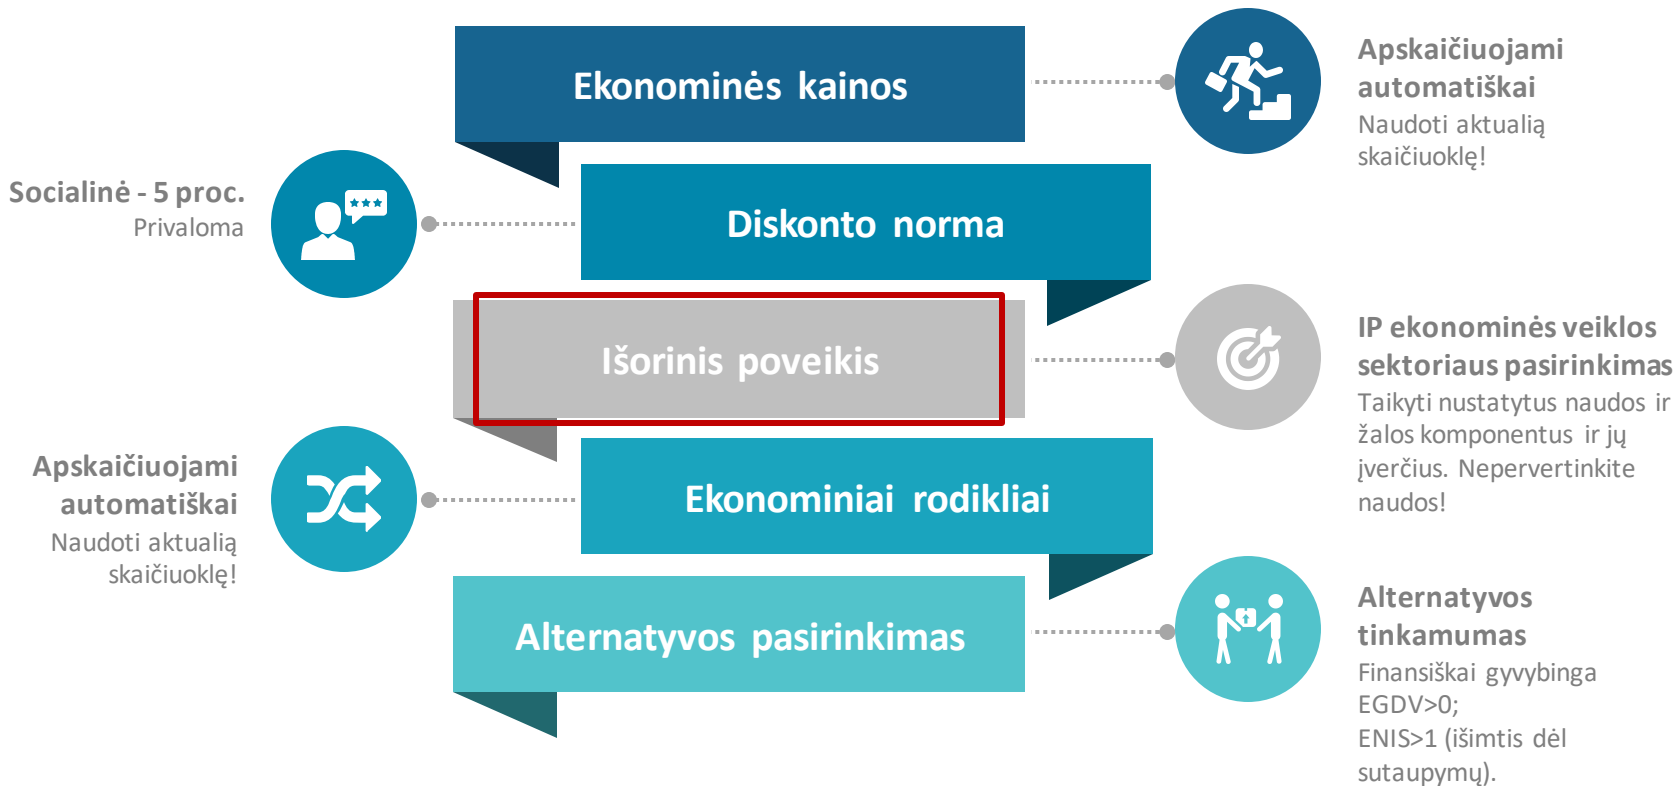 Ekonominės kainos
Apskaičiuojami
automatiškai
Naudoti aktualią
skaičiuoklę!
Socialinė - 5 proc.
Privaloma
Diskonto norma
Išorinis poveikis
IP ekonominės veiklos
sektoriaus pasirinkimas
Taikyti nustatytus naudos ir
žalos komponentus ir jų
įverčius. Nepervertinkite
naudos!
Apskaičiuojami
automatiškai
Naudoti aktualią
skaičiuoklę!
Ekonominiai rodikliai
Alternatyvos pasirinkimas
Alternatyvos
tinkamumas
Finansiškai gyvybinga
EGDV>0;
ENIS>1 (išimtis dėl
sutaupymų).